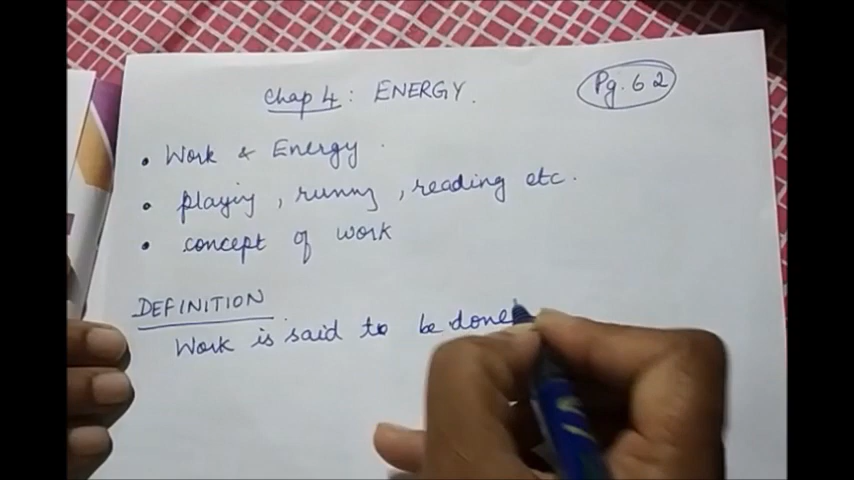 Chap 4: ENERGY.
Pg. 62
• Work & Energy.
• playing, runnig, reading etc.
• concept of work
DEFINITION
Work is said to be done